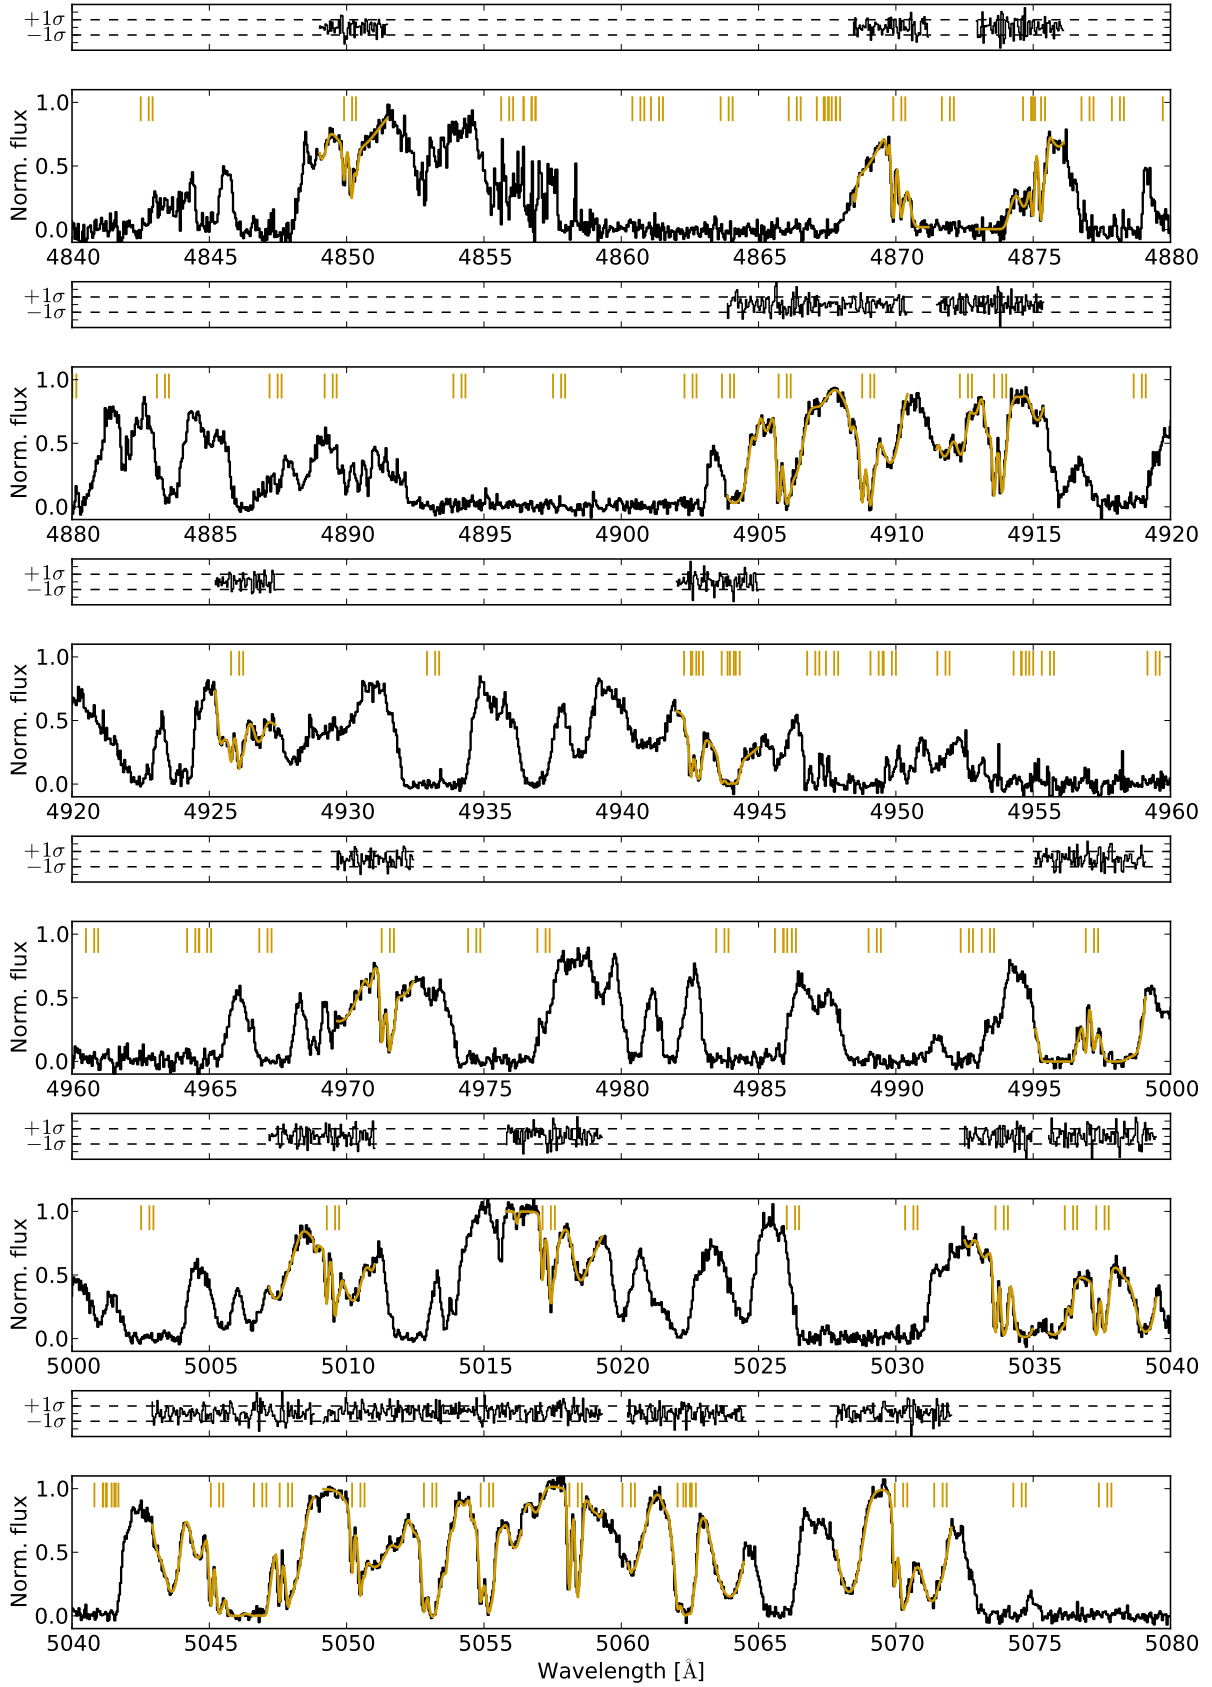 +1σ
−1σ
1.0
0.5
0.0
Norm. flux
4840 4845 4850 4855 4860 4865 4870 4875 4880
+1σ
−1σ
1.0
0.5
0.0
Norm. flux
4880 4885 4890 4895 4900 4905 4910 4915 4920
+1σ
−1σ
1.0
0.5
0.0
Norm. flux
4920 4925 4930 4935 4940 4945 4950 4955 4960
+1σ
−1σ
1.0
0.5
0.0
Norm. flux
4960 4965 4970 4975 4980 4985 4990 4995 5000
+1σ
−1σ
1.0
0.5
0.0
Norm. flux
5000 5005 5010 5015 5020 5025 5030 5035 5040
+1σ
−1σ
1.0
0.5
0.0
Norm. flux
5040 5045 5050 5055 5060 5065 5070 5075 5080
Wavelength [Å]